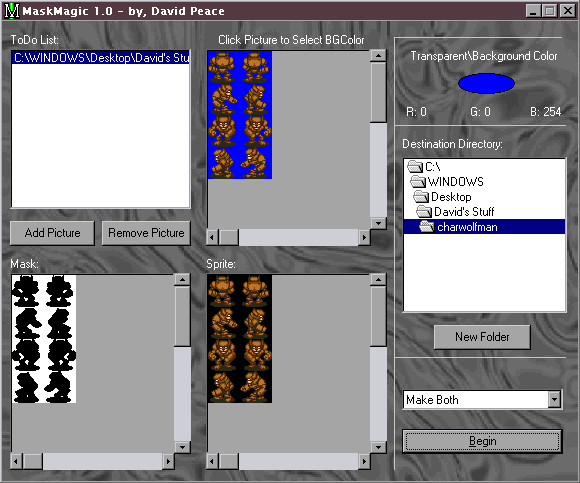 MaskMagic 1.0 - by, David Peace
ToDo List:
C:\WINDOWS\Desktop\David's Stu
Add Picture
Remove Picture
Click Picture to Select BGColor
Transparent\Background Color
R: 0 G: 0 B: 254
Destination Directory:
C:\
WINDOWS
Desktop
David's Stuff
charwolfman
New Folder
Mask:
Sprite:
Make Both
Begin